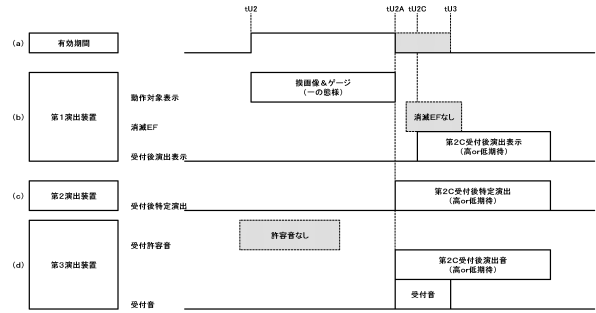 tU2
tU2A
tU2C
tU3
(a)
有効期間
操画像＆ゲージ
(一の態様)
動作対象表示
(b)
第1演出装置
消滅EF
消滅EFなし
受付後演出表示
第2C受付後演出表示
(高or低期待)
(c)
第2演出装置
受付後特定演出
第2C受付後特定演出
(高or低期待)
受付許容音
許容音なし
(d)
第3演出装置
第2C受付後演出音
(高or低期待)
受付音
受付音